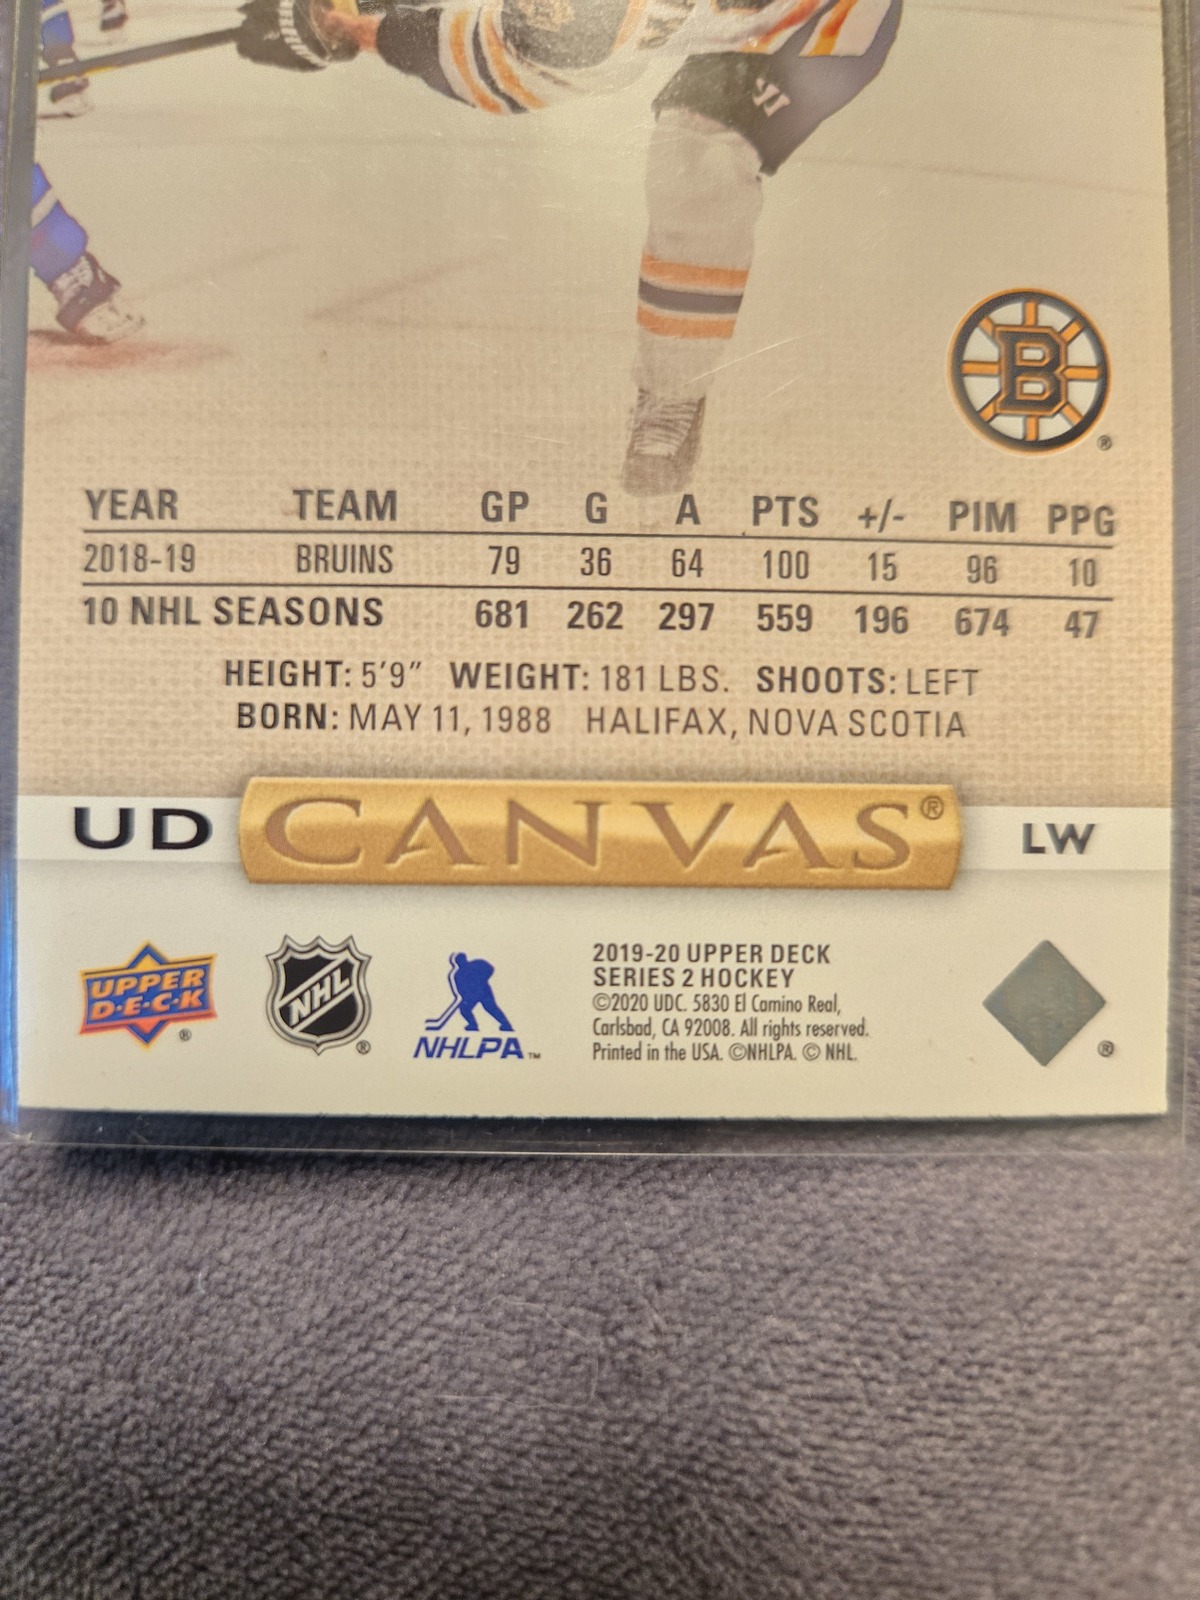 YEAR TEAM GP G A PTS +/- PIM PPG
2018-19 BRUINS 79 36 64 100 15 96 10
10 NHL SEASONS 681 262 297 559 196 674 47
HEIGHT: 5'9" WEIGHT: 181 LBS. SHOOTS: LEFT
BORN: MAY 11, 1988 HALIFAX, NOVA SCOTIA
UD CANVAS® LW
B ®
UPPER
D·E·C·K ®
NHL ®
NHLPA™
2019-20 UPPER DECK
SERIES 2 HOCKEY
©2020 UDC. 5830 El Camino Real,
Carlsbad, CA 92008. All rights reserved.
Printed in the USA. ©NHLPA. © NHL.
®